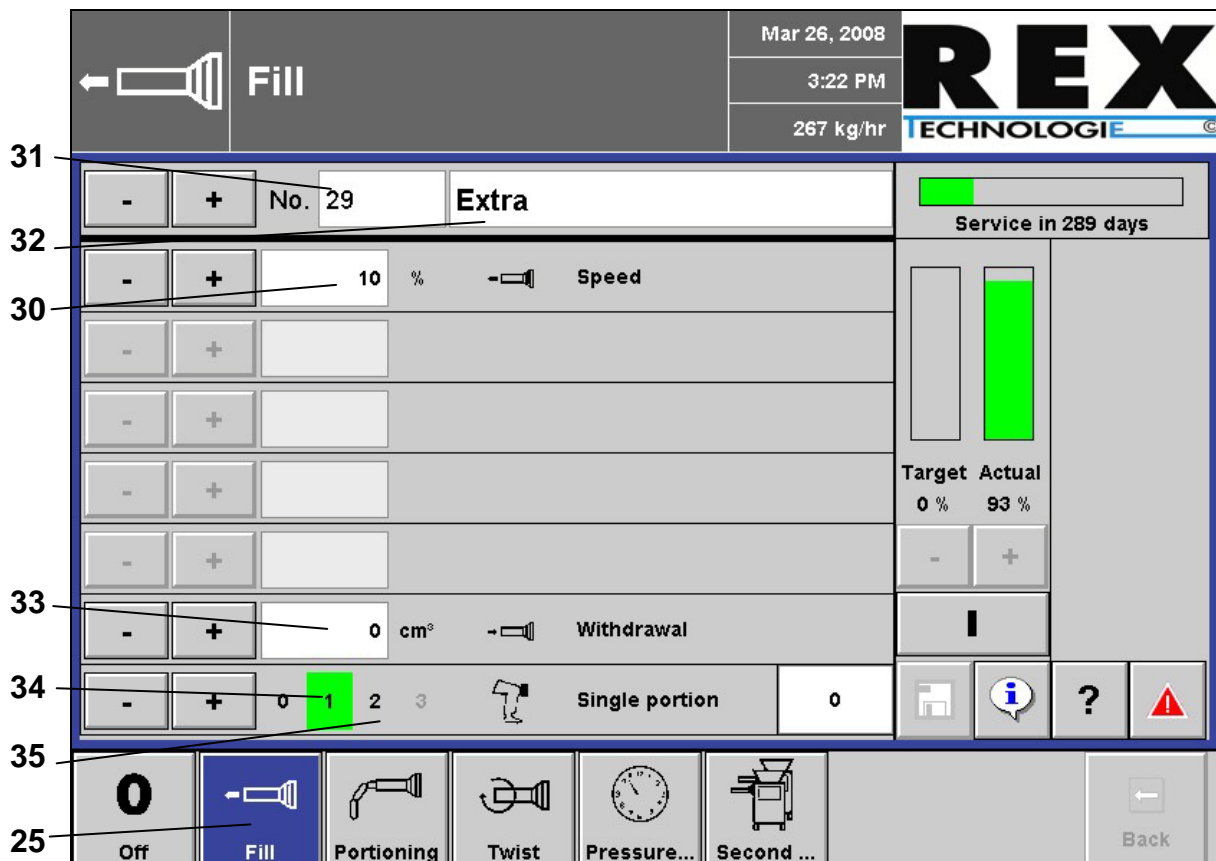 Fill
Mar 26, 2008
3:22 PM
267 kg/hr
REX
TECHNOLOGIE ©
31
- + No. 29 Extra
Service in 289 days
32
- + 10 % Speed
30
- +
- +
- +
Target Actual
0 % 93 %
- +
- +
33
- + 0 cm³ Withdrawal
I
34
- + 0 1 2 3 Single portion 0
i ? !
35
25
0 Off
Fill
Portioning
Twist
Pressure...
Second ...
Back